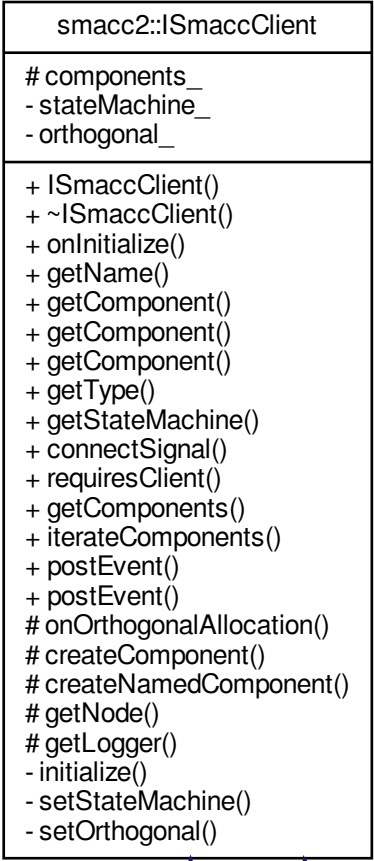 smacc2::ISmaccClient
# components_
- stateMachine_
- orthogonal_
+ ISmaccClient()
+ ~ISmaccClient()
+ onInitialize()
+ getName()
+ getComponent()
+ getComponent()
+ getComponent()
+ getType()
+ getStateMachine()
+ connectSignal()
+ requiresClient()
+ getComponents()
+ iterateComponents()
+ postEvent()
+ postEvent()
# onOrthogonalAllocation()
# createComponent()
# createNamedComponent()
# getNode()
# getLogger()
- initialize()
- setStateMachine()
- setOrthogonal()